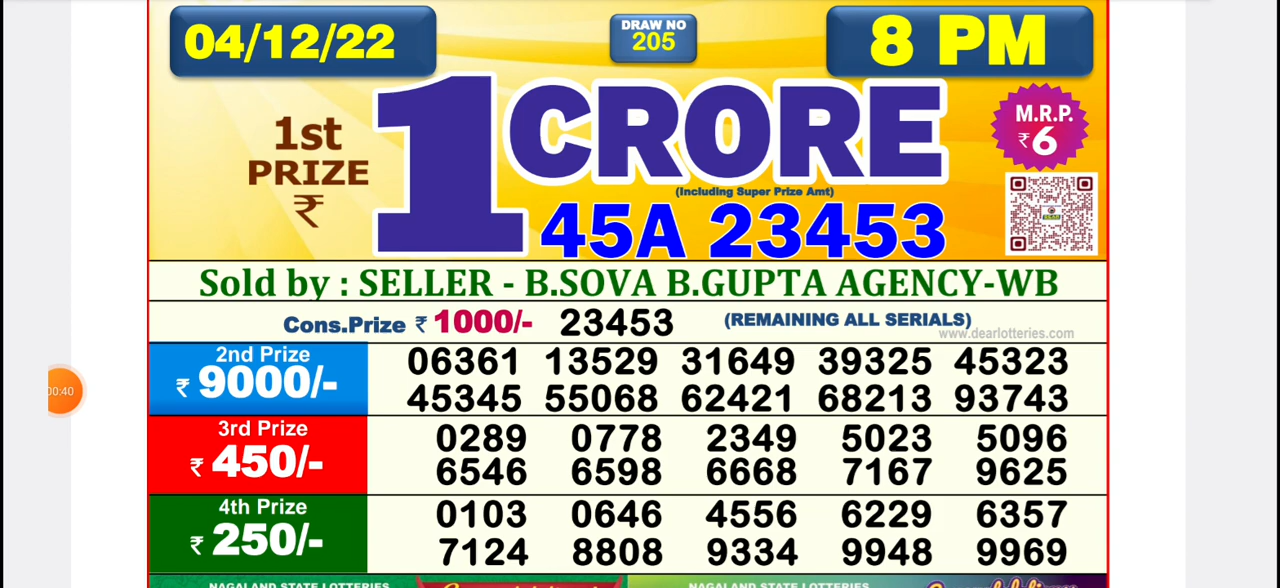 04/12/22
DRAW NO
205
8 PM
1st
PRIZE
₹
1 CRORE
(Including Super Prize Amt)
45A 23453
M.R.P.
₹6
Sold by : SELLER - B.SOVA B.GUPTA AGENCY-WB
Cons.Prize ₹ 1000/- 23453 (REMAINING ALL SERIALS)
www.dearlotteries.com
2nd Prize
₹ 9000/-
06361 13529 31649 39325 45323
45345 55068 62421 68213 93743
3rd Prize
₹ 450/-
0289 0778 2349 5023 5096
6546 6598 6668 7167 9625
4th Prize
₹ 250/-
0103 0646 4556 6229 6357
7124 8808 9334 9948 9969
00:40
NAGALAND STATE LOTTERIES
NAGALAND STATE LOTTERIES